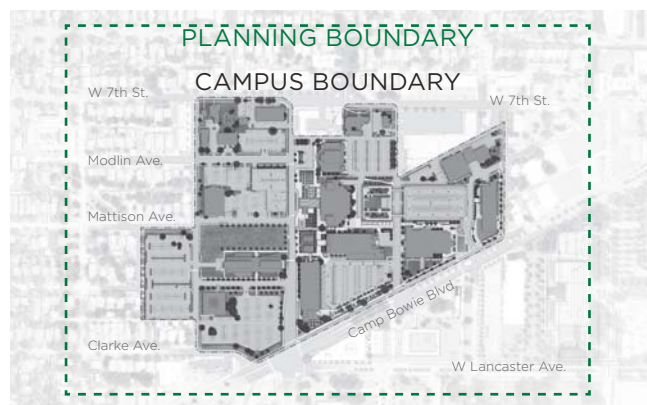 PLANNING BOUNDARY
CAMPUS BOUNDARY
W 7th St.
W 7th St.
Modlin Ave.
Mattison Ave.
Camp Bowie Blvd.
Clarke Ave.
W Lancaster Ave.